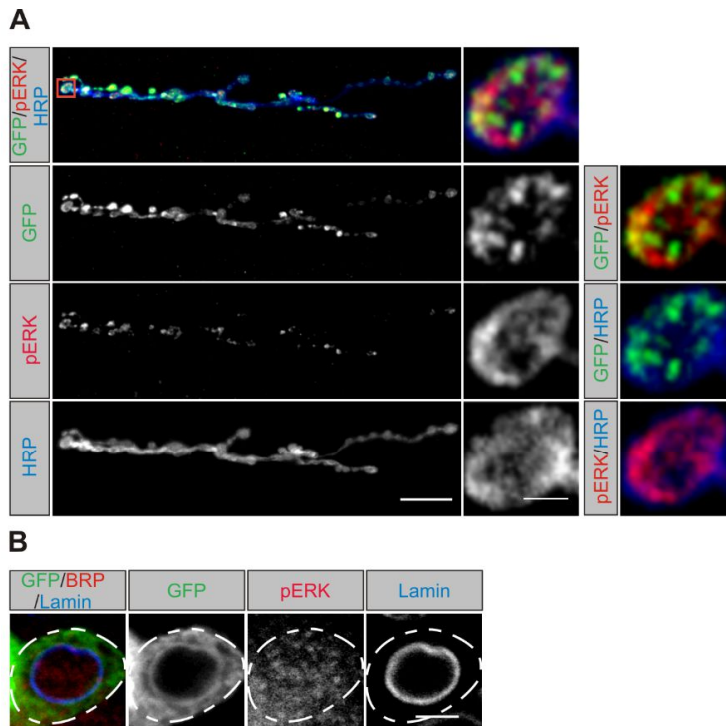 A
GFP/pERK/
HRP
GFP
GFP/pERK
pERK
GFP/HRP
HRP
pERK/HRP
B
GFP/BRP
/Lamin
GFP
pERK
Lamin